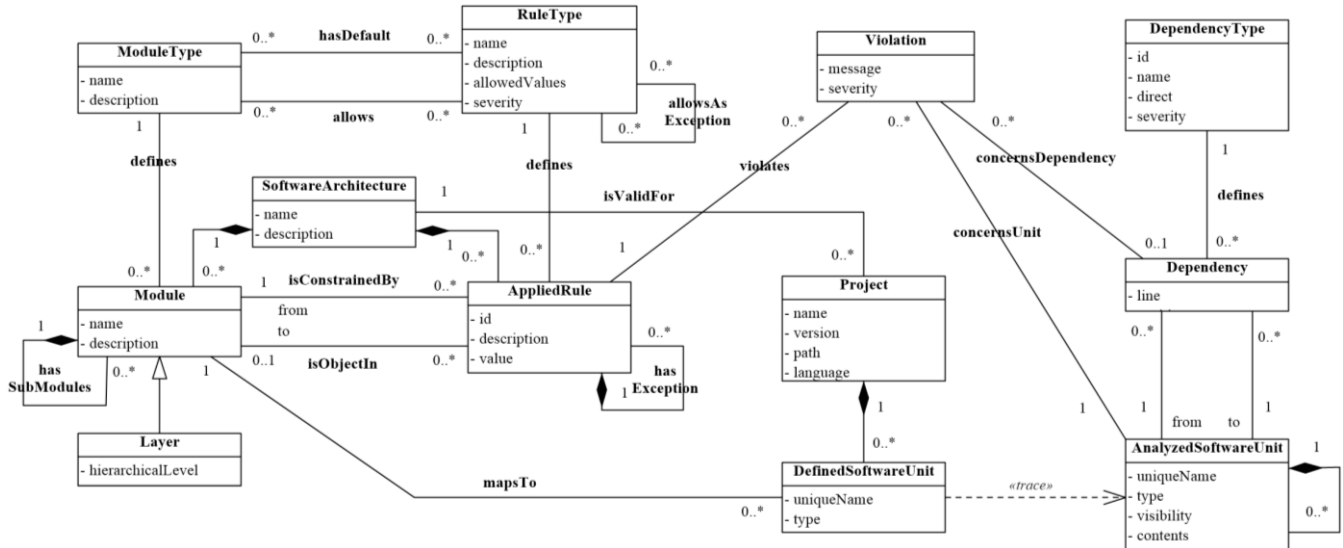 RuleType
- name
- description
- allowedValues
- severity
ModuleType
- name
- description
0..*
hasDefault
0..*
0..*
allows
0..*
0..*
allowsAs
Exception
0..*
Violation
- message
- severity
DependencyType
- id
- name
- direct
- severity
1
defines
1
defines
0..*
violates
0..*
0..*
concernsDependency
1
defines
SoftwareArchitecture
- name
- description
1
isValidFor
1
1
0..*
0..*
0..*
0..*
concernsUnit
1
0..*
0..1
0..*
Module
- name
- description
1
isConstrainedBy
0..*
from
to
0..1
isObjectIn
0..*
AppliedRule
- id
- description
- value
0..*
has
Exception
1
Project
- name
- version
- path
- language
Dependency
- line
0..*
0..*
1
has
SubModules
0..*
1
Layer
- hierarchicalLevel
1
0..*
1
1
from
to
1
mapsTo
0..*
DefinedSoftwareUnit
- uniqueName
- type
«trace»
AnalyzedSoftwareUnit
- uniqueName
- type
- visibility
- contents
1
0..*